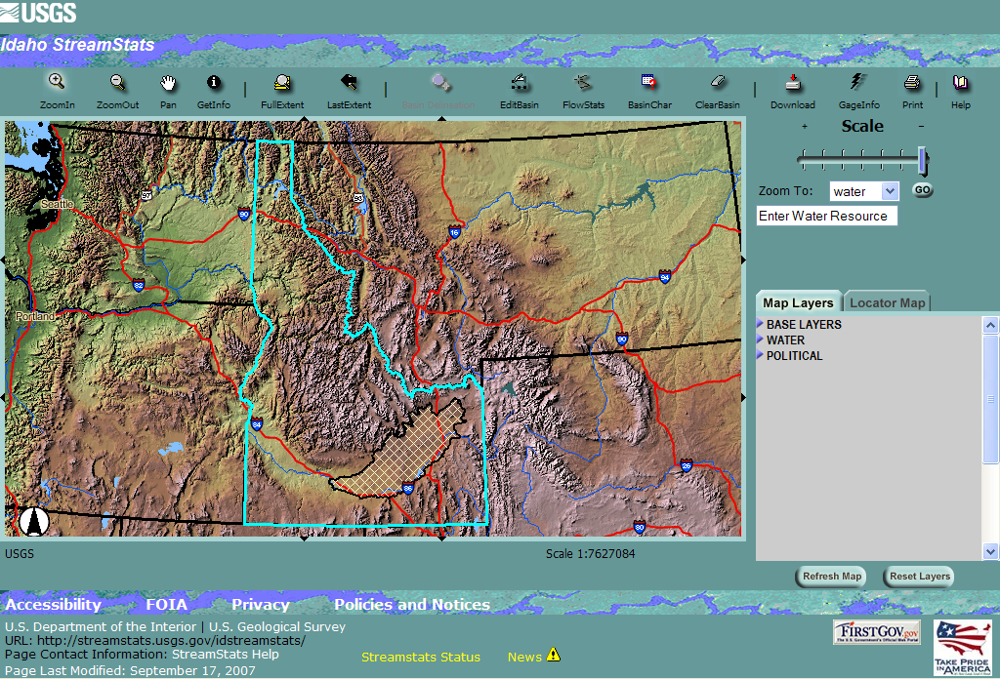 USGS
Idaho StreamStats
ZoomIn ZoomOut Pan GetInfo FullExtent LastExtent Basin Delineation EditBasin FlowStats BasinChar ClearBasin Download GageInfo Print Help
+ Scale -
Zoom To: water GO
Enter Water Resource
Seattle
97
90
93
15
82
94
Portland
90
84
25
86
80
Map Layers Locator Map
BASE LAYERS
WATER
POLITICAL
USGS Scale 1:7627084
Refresh Map Reset Layers
Accessibility FOIA Privacy Policies and Notices
U.S. Department of the Interior | U.S. Geological Survey
URL: http://streamstats.usgs.gov/idstreamstats/
Page Contact Information: StreamStats Help
Page Last Modified: September 17, 2007
Streamstats Status News
FIRSTGOV.gov
The U.S. Government's Official Web Portal
TAKE PRIDE
IN AMERICA